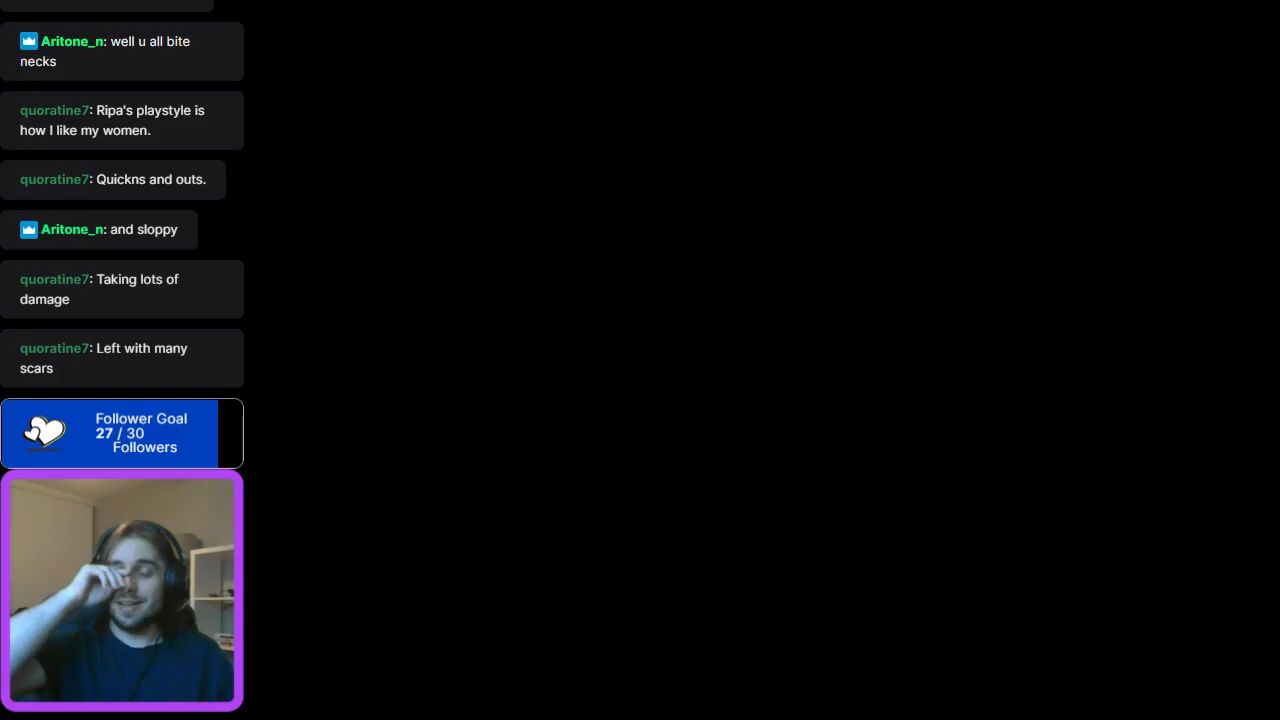 Aritone_n: well u all bite
necks
quoratine7: Ripa's playstyle is
how I like my women.
quoratine7: Quickns and outs.
Aritone_n: and sloppy
quoratine7: Taking lots of
damage
quoratine7: Left with many
scars
Follower Goal
27 / 30
Followers